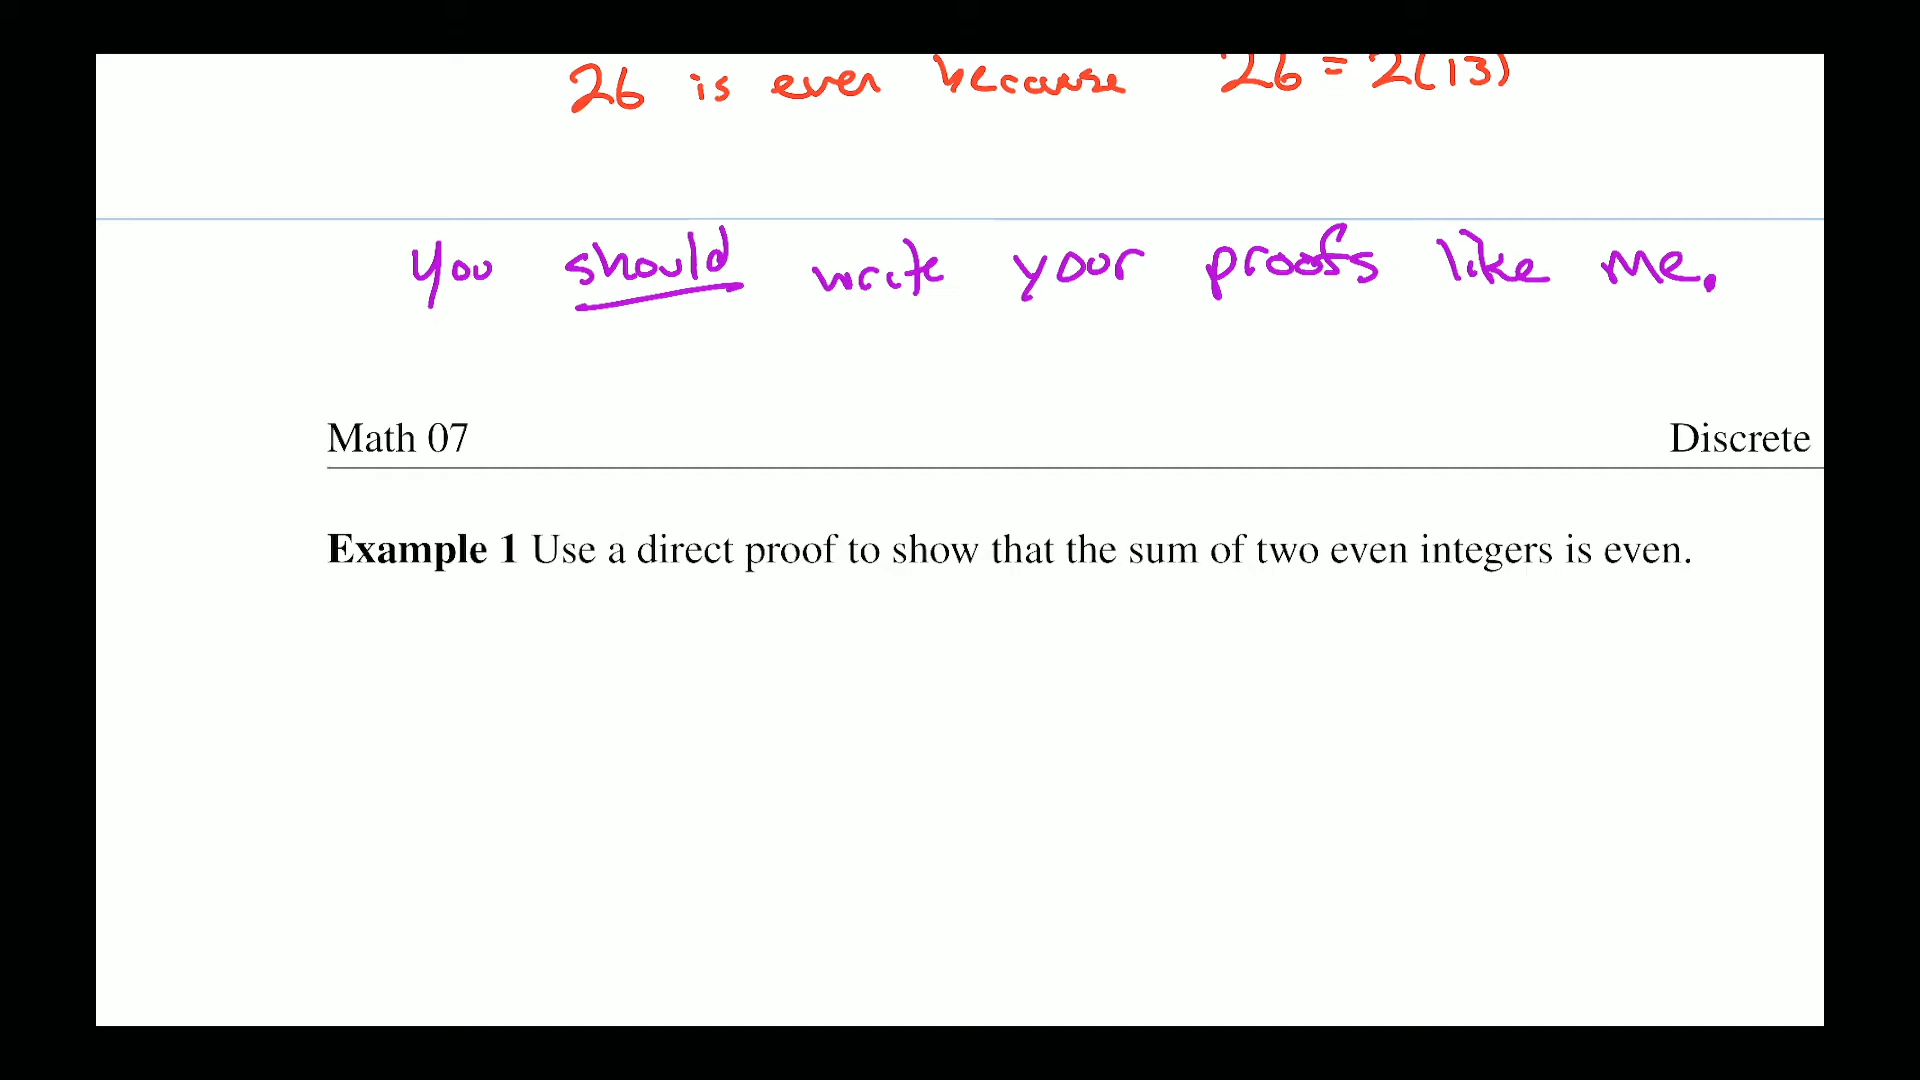 26 is even because 26 = 2(13)
You should write your proofs like me.
Math 07 Discrete
Example 1 Use a direct proof to show that the sum of two even integers is even.